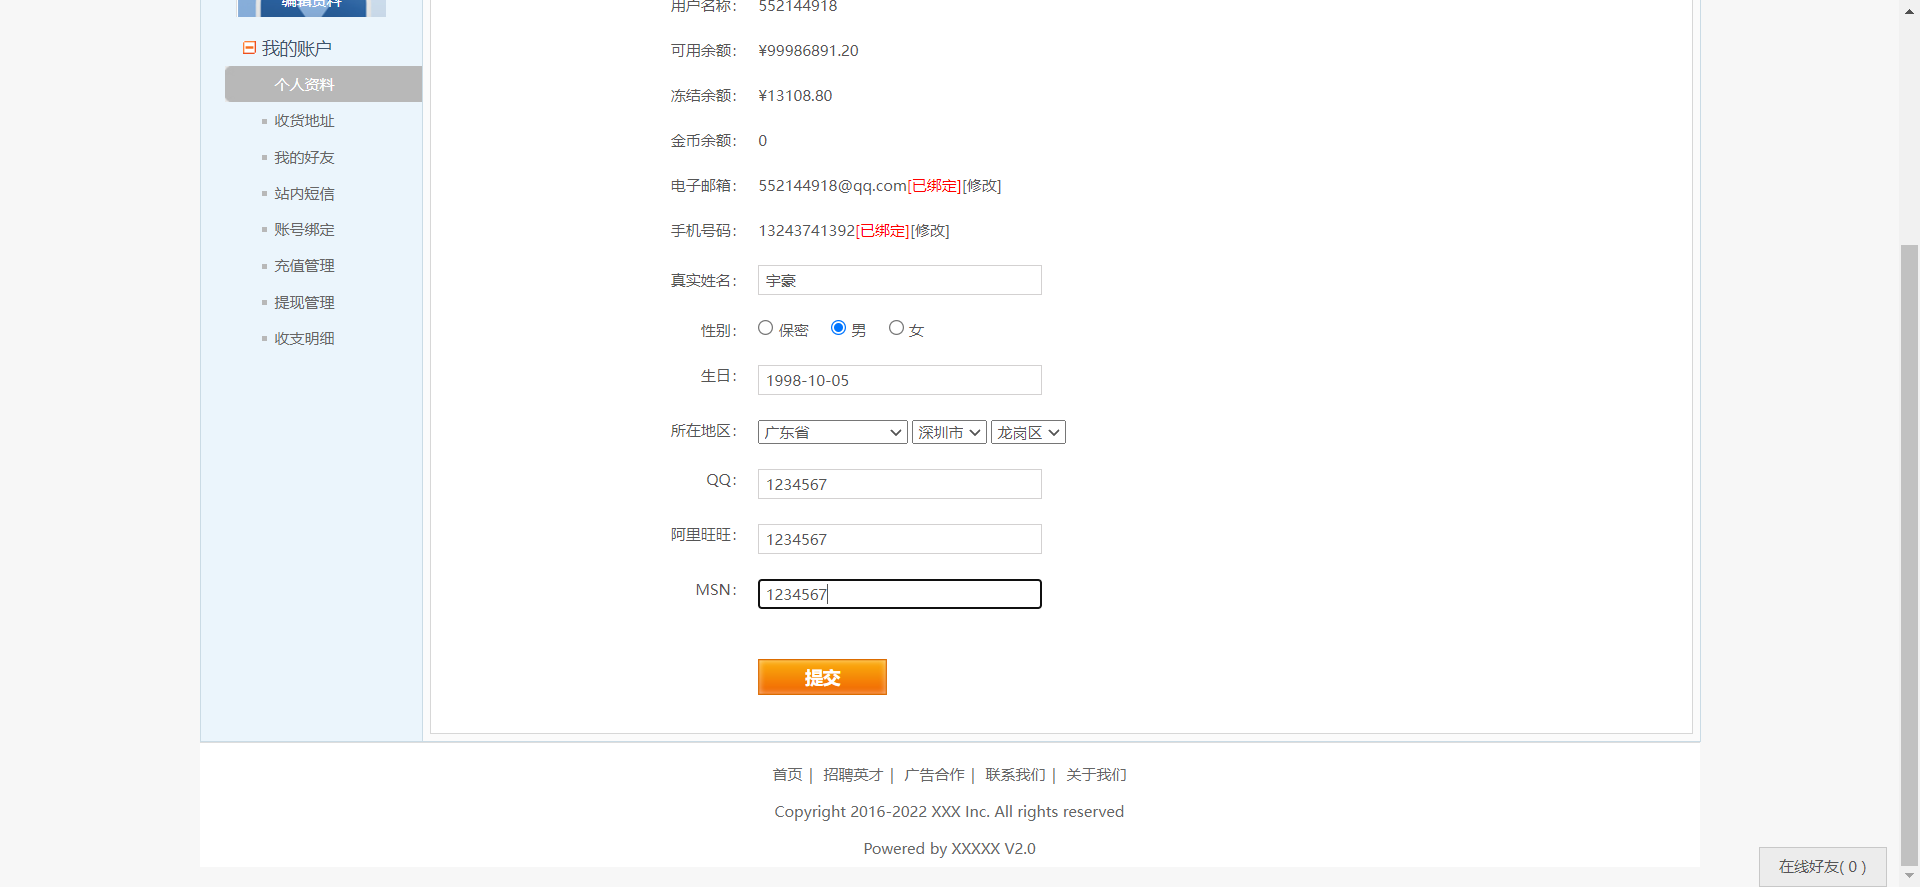 编辑资料
我的账户
个人资料
收货地址
我的好友
站内短信
账号绑定
充值管理
提现管理
收支明细
用户名称： 552144918
可用余额： ¥99986891.20
冻结余额： ¥13108.80
金币余额： 0
电子邮箱： 552144918@qq.com[已绑定][修改]
手机号码： 13243741392[已绑定][修改]
真实姓名： 宇豪
性别： 保密 男 女
生日： 1998-10-05
所在地区： 广东省 深圳市 龙岗区
QQ： 1234567
阿里旺旺： 1234567
MSN： 1234567
提交
首页 | 招聘英才 | 广告合作 | 联系我们 | 关于我们
Copyright 2016-2022 XXX Inc. All rights reserved
Powered by XXXXX V2.0
在线好友( 0 )